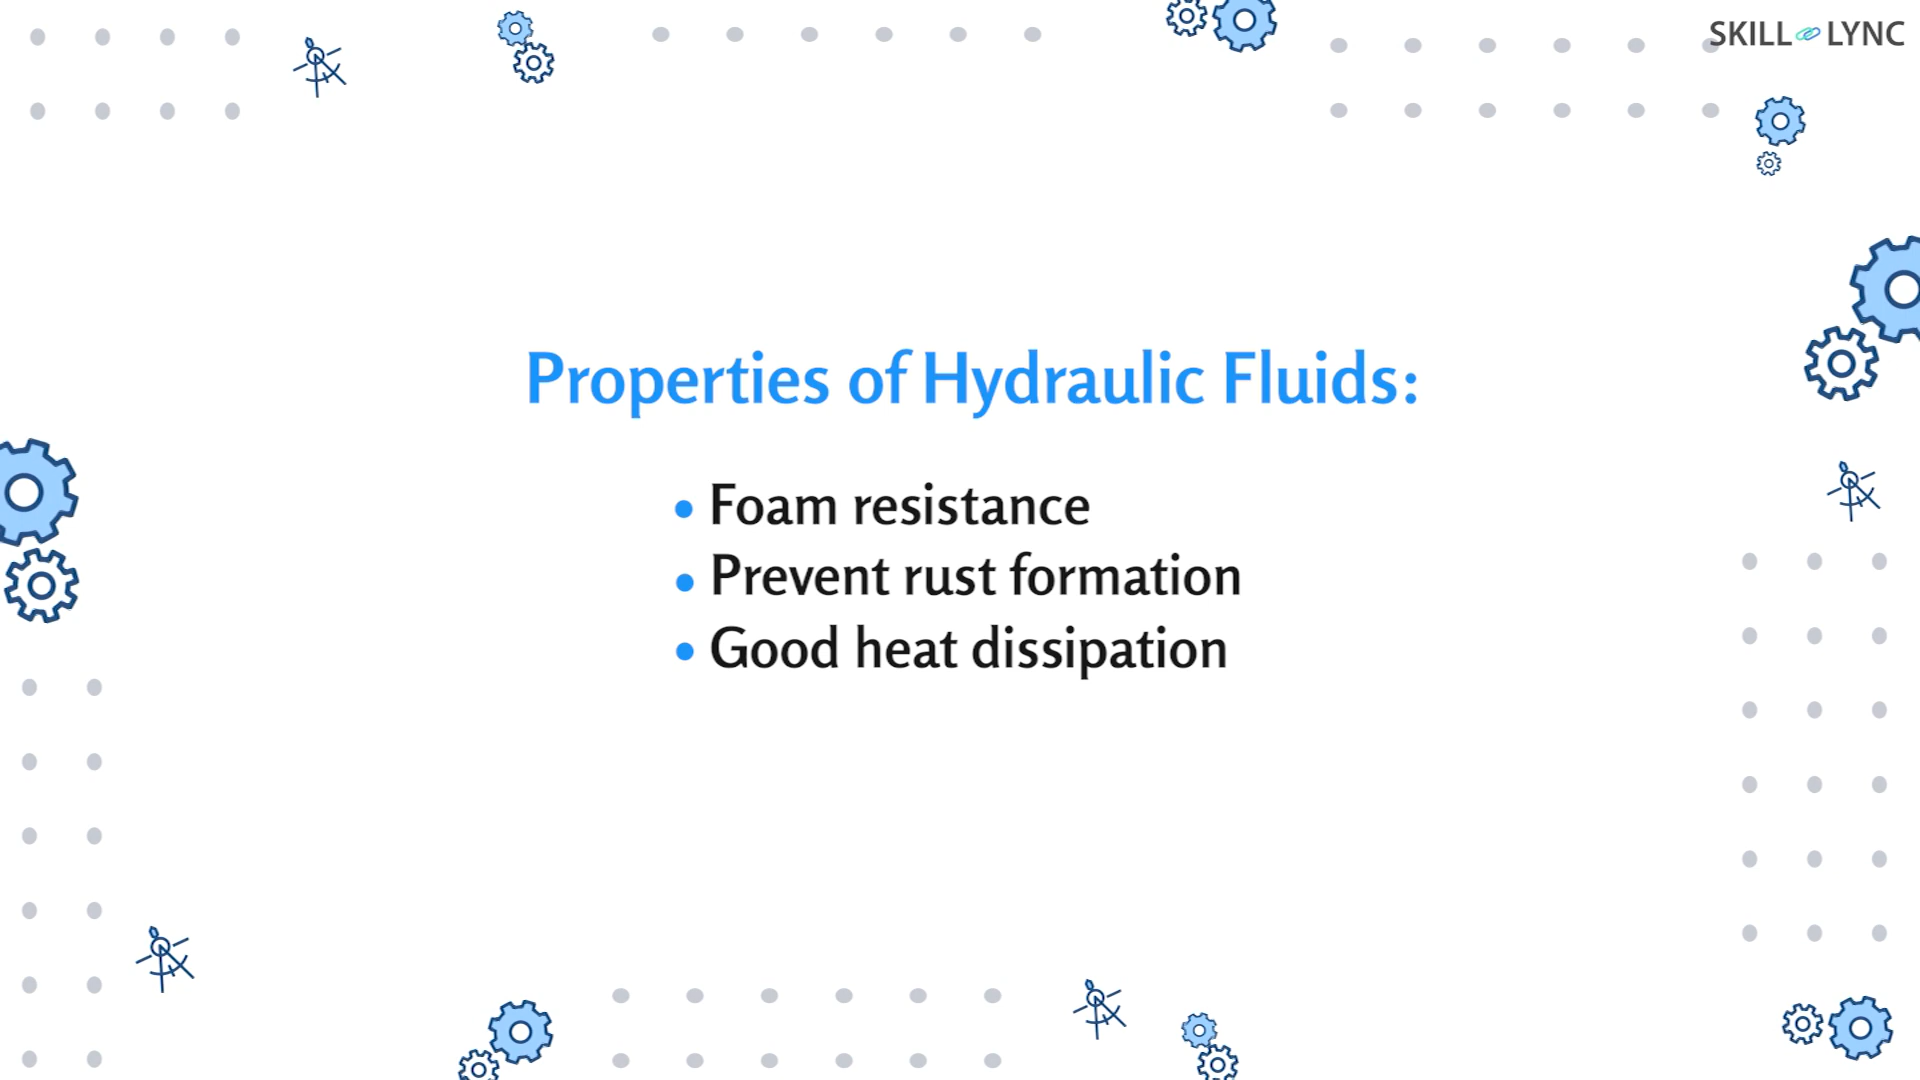 SKILL LYNC
Properties of Hydraulic Fluids:
• Foam resistance
• Prevent rust formation
• Good heat dissipation